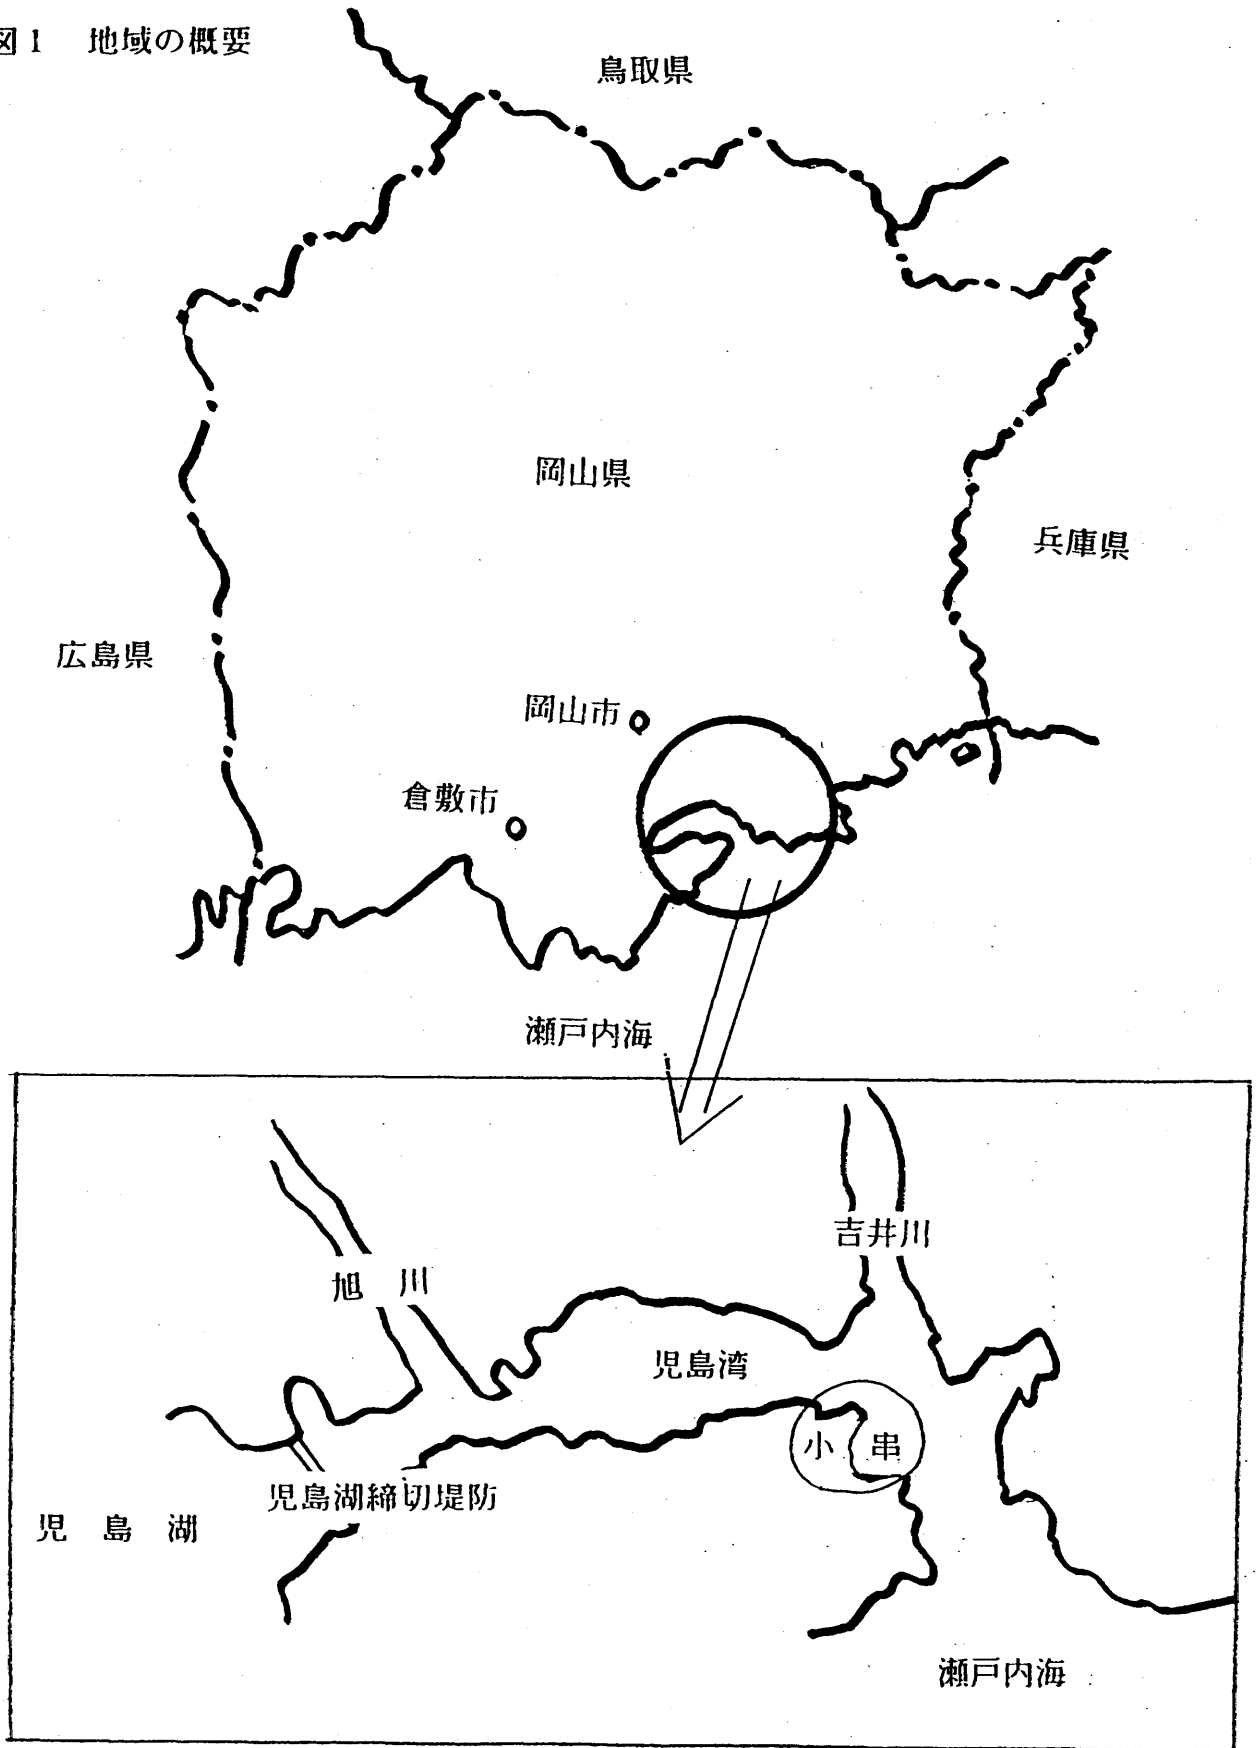 図1 地域の概要
鳥取県
岡山県
兵庫県
広島県
岡山市
倉敷市
瀬戸内海
吉井川
旭川
児島湾
小串
児島湖締切堤防
児島湖
瀬戸内海